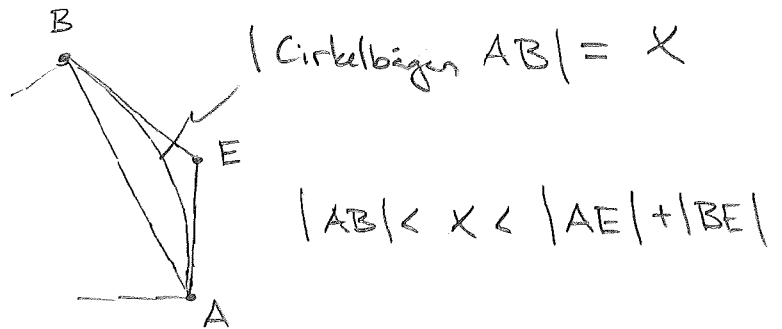 B
|Cirkelbågen AB| = x
E
|AB| < x < |AE| + |BE|
A